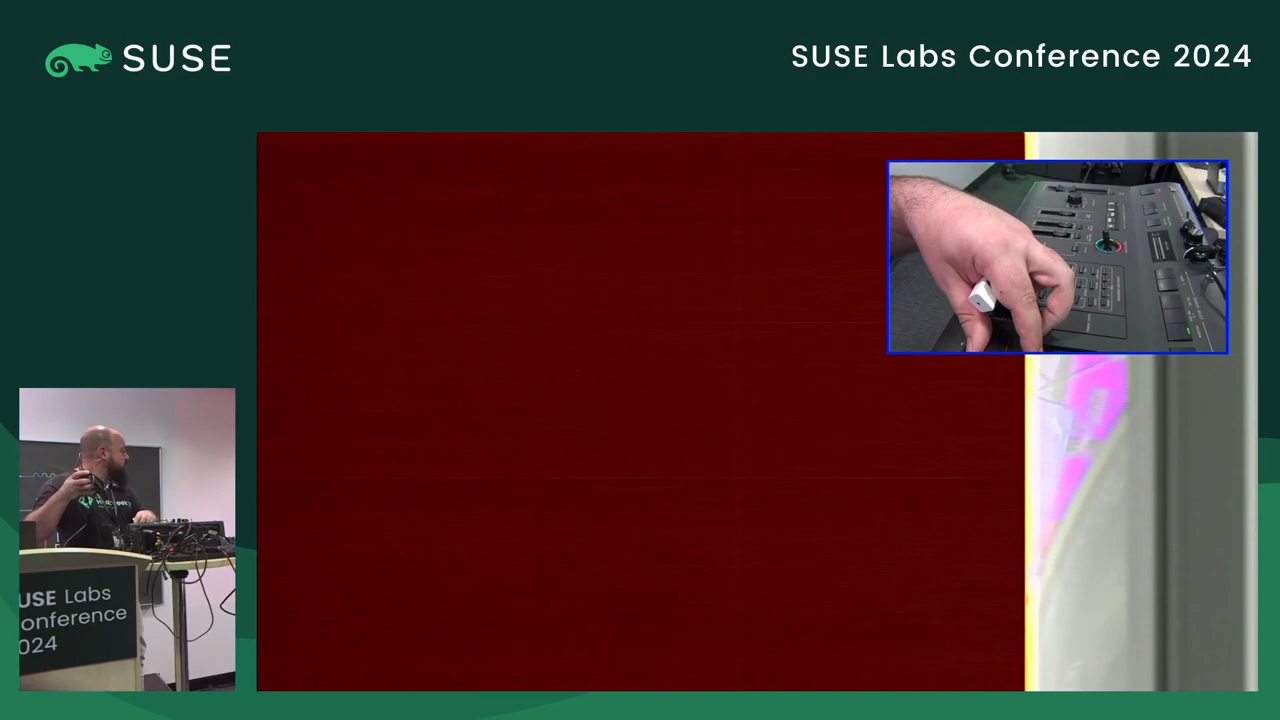 SUSE
SUSE Labs Conference 2024
USE Labs
onference
024